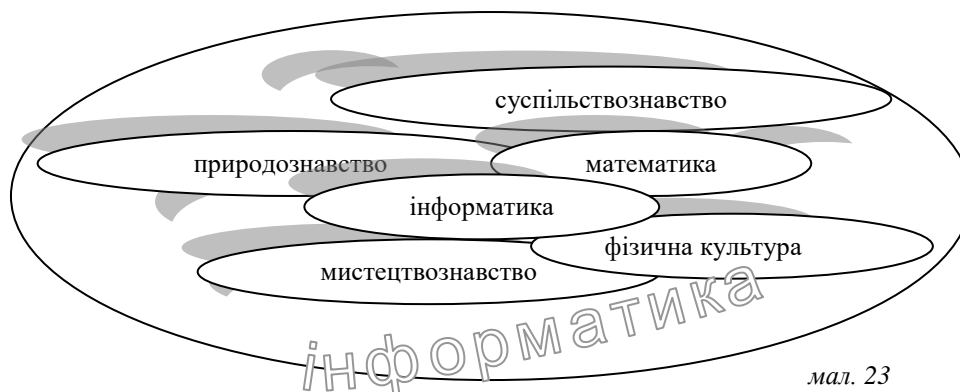 суспільствознавство
природознавство
математика
інформатика
фізична культура
мистецтвознавство
інформатика
мал. 23